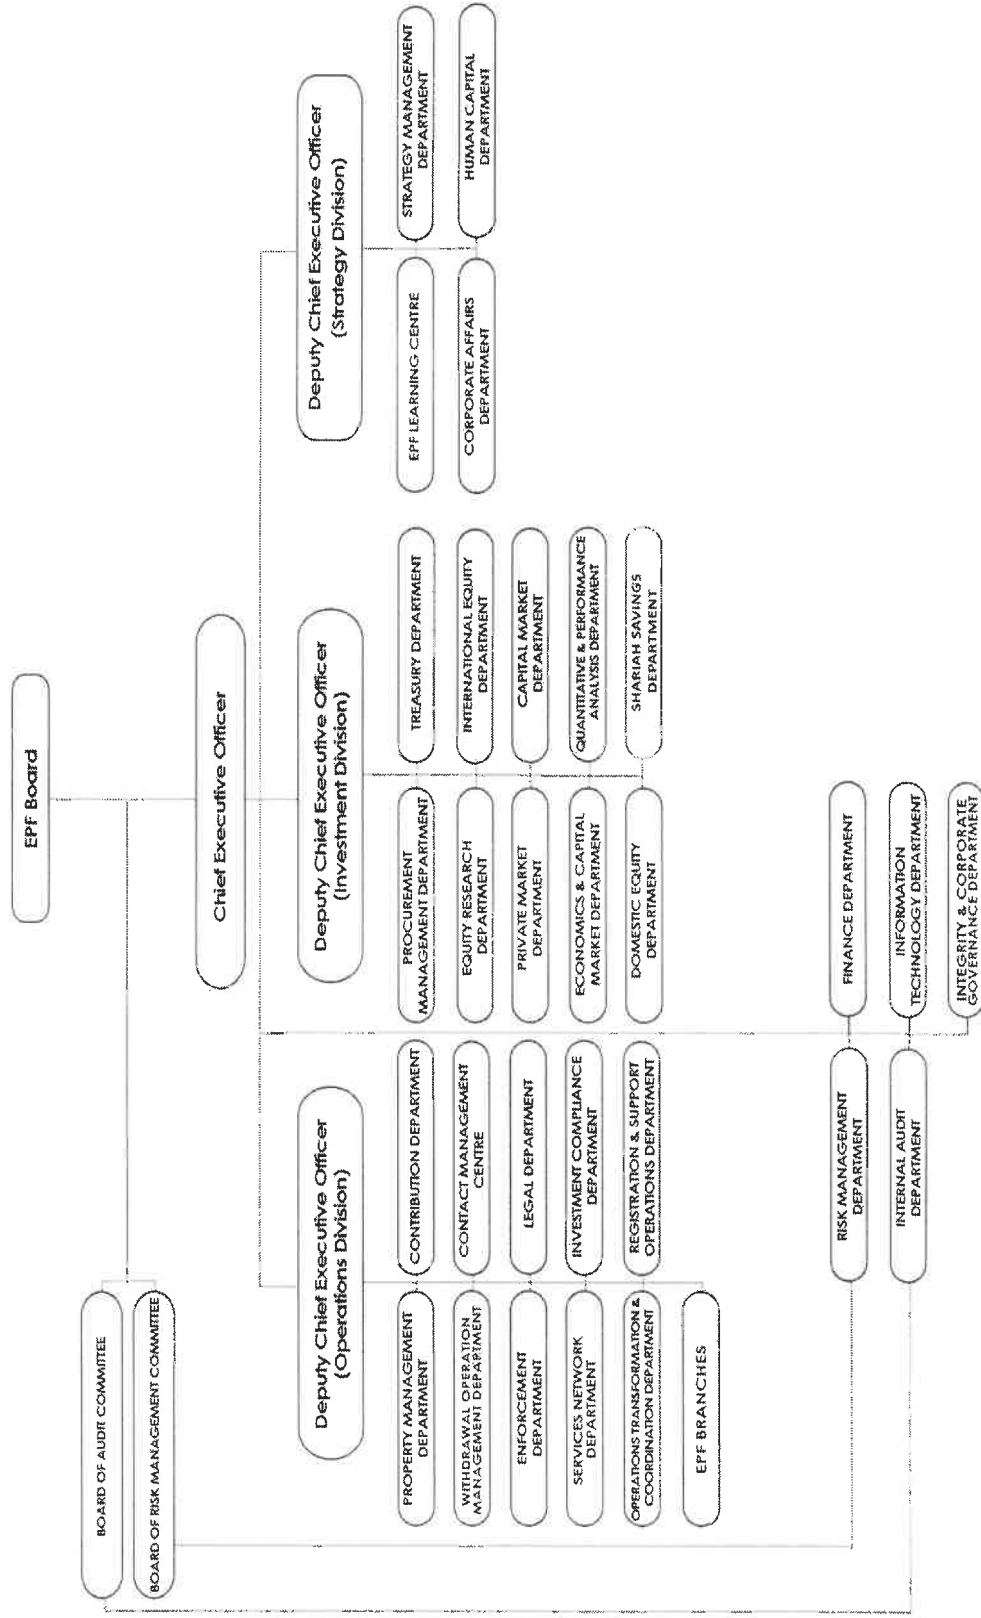 EPF Board
BOARD OF AUDIT COMMITTEE
BOARD OF RISK MANAGEMENT COMMITTEE
Chief Executive Officer
Deputy Chief Executive Officer
(Operations Division)
Deputy Chief Executive Officer
(Investment Division)
Deputy Chief Executive Officer
(Strategy Division)
PROPERTY MANAGEMENT
DEPARTMENT
CONTRIBUTION DEPARTMENT
WITHDRAWAL OPERATION
MANAGEMENT DEPARTMENT
CONTACT MANAGEMENT
CENTRE
ENFORCEMENT
DEPARTMENT
LEGAL DEPARTMENT
SERVICES NETWORK
DEPARTMENT
INVESTMENT COMPLIANCE
DEPARTMENT
OPERATIONS TRANSFORMATION &
COORDINATION DEPARTMENT
REGISTRATION & SUPPORT
OPERATIONS DEPARTMENT
EPF BRANCHES
PROCUREMENT
MANAGEMENT DEPARTMENT
TREASURY DEPARTMENT
EQUITY RESEARCH
DEPARTMENT
INTERNATIONAL EQUITY
DEPARTMENT
PRIVATE MARKET
DEPARTMENT
CAPITAL MARKET
DEPARTMENT
ECONOMICS & CAPITAL
MARKET DEPARTMENT
QUANTITATIVE & PERFORMANCE
ANALYSIS DEPARTMENT
DOMESTIC EQUITY
DEPARTMENT
SHARIAH SAVINGS
DEPARTMENT
EPF LEARNING CENTRE
STRATEGY MANAGEMENT
DEPARTMENT
CORPORATE AFFAIRS
DEPARTMENT
HUMAN CAPITAL
DEPARTMENT
RISK MANAGEMENT
DEPARTMENT
FINANCE DEPARTMENT
INTERNAL AUDIT
DEPARTMENT
INFORMATION
TECHNOLOGY DEPARTMENT
INTEGRITY & CORPORATE
GOVERNANCE DEPARTMENT